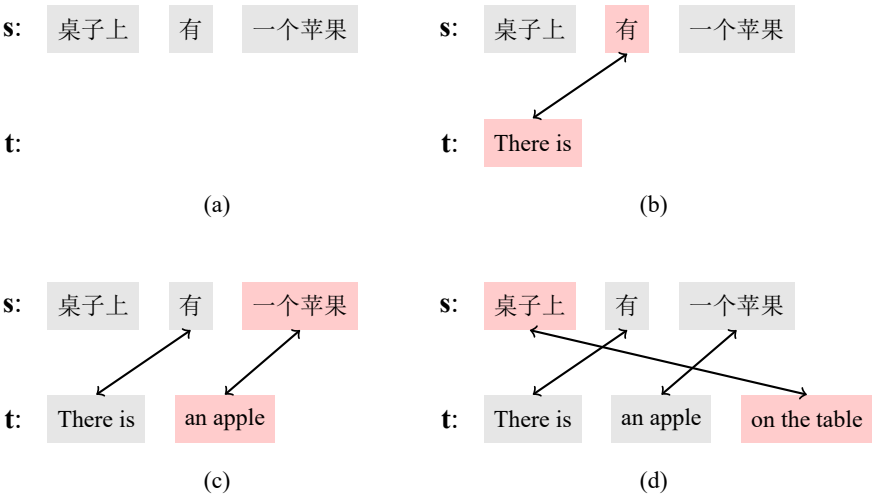 s: 桌子上 有 一个苹果
t:
(a)
s: 桌子上 有 一个苹果
t: There is
(b)
s: 桌子上 有 一个苹果
t: There is an apple
(c)
s: 桌子上 有 一个苹果
t: There is an apple on the table
(d)